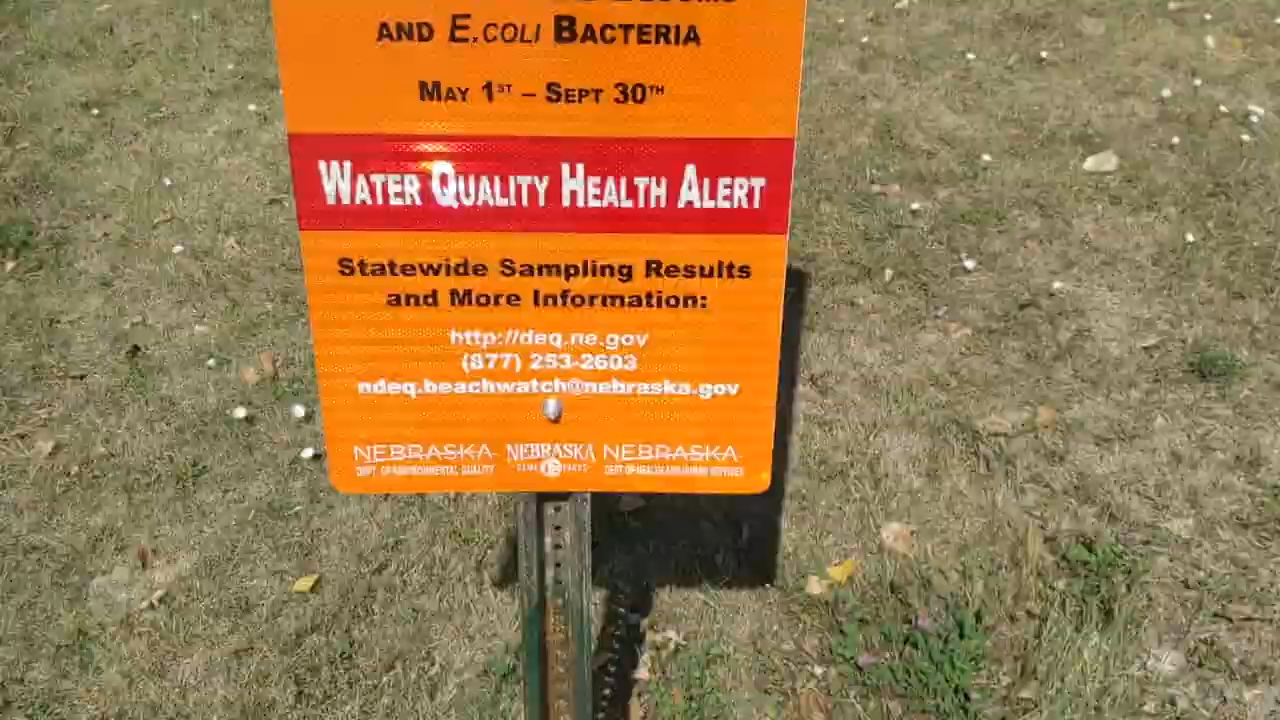 AND E.COLI BACTERIA
MAY 1ST – SEPT 30TH
WATER QUALITY HEALTH ALERT
Statewide Sampling Results
and More Information:
http://deq.ne.gov
(877) 253-2603
ndeq.beachwatch@nebraska.gov
NEBRASKA NEBRASKA NEBRASKA
DEPT. OF ENVIRONMENTAL QUALITY GAME PARKS DEPT OF HEALTH AND HUMAN SERVICES